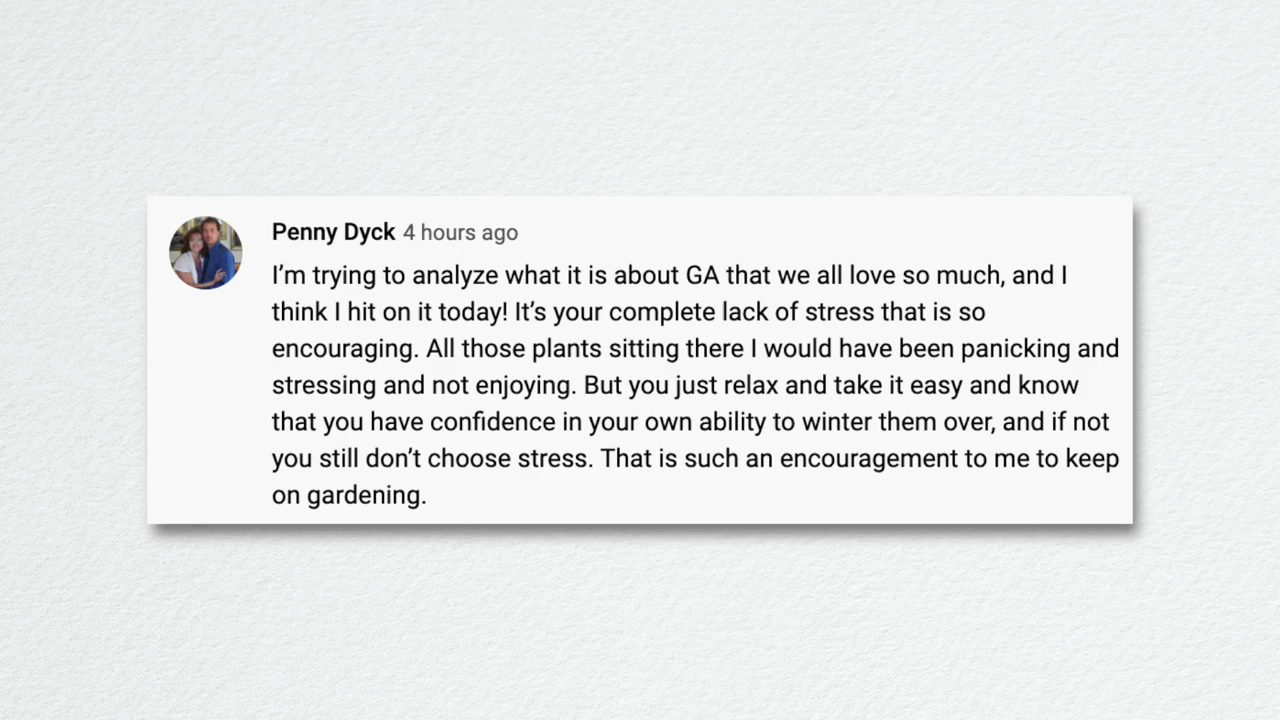 Penny Dyck 4 hours ago
I’m trying to analyze what it is about GA that we all love so much, and I
think I hit on it today! It’s your complete lack of stress that is so
encouraging. All those plants sitting there I would have been panicking and
stressing and not enjoying. But you just relax and take it easy and know
that you have confidence in your own ability to winter them over, and if not
you still don’t choose stress. That is such an encouragement to me to keep
on gardening.